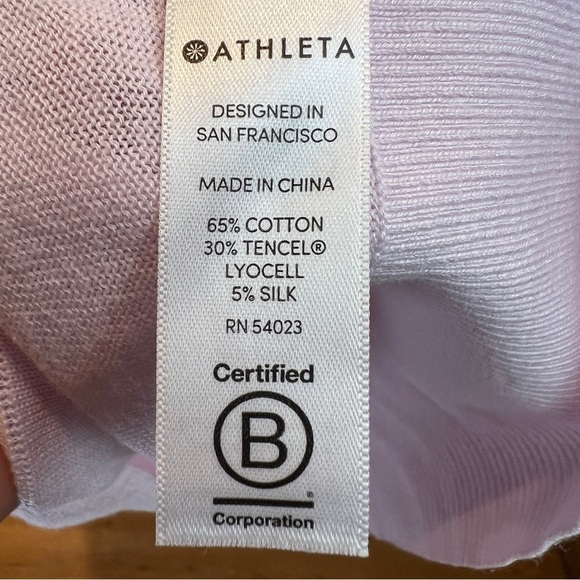 ATHLETA
DESIGNED IN
SAN FRANCISCO
MADE IN CHINA
65% COTTON
30% TENCEL®
LYOCELL
5% SILK
RN 54023
Certified
B
®
Corporation